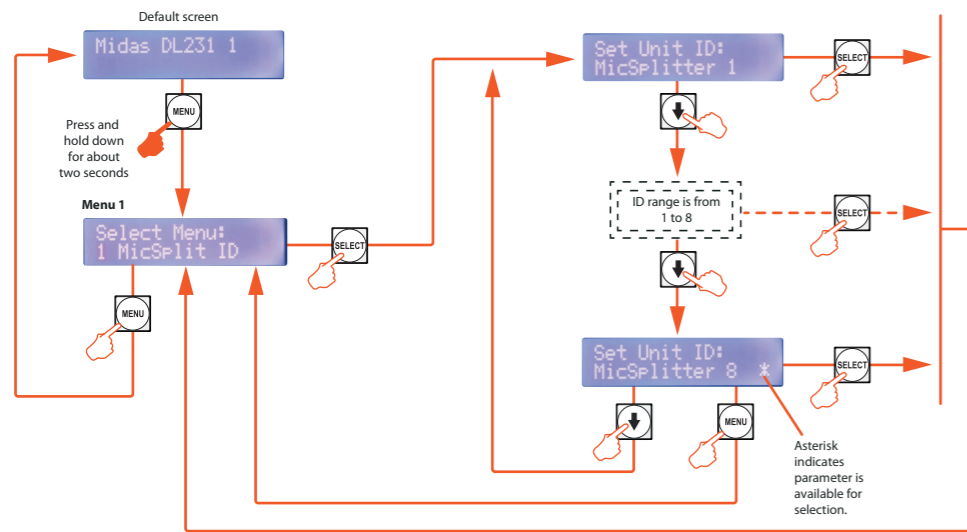 Default screen
Midas DL231 1
MENU
Press and
hold down
for about
two seconds
Menu 1
Select Menu:
1 MicSplit ID
SELECT
MENU
Set Unit ID:
MicSplitter 1
SELECT
ID range is from
1 to 8
SELECT
Set Unit ID:
MicSplitter 8 *
SELECT
MENU
Asterisk
indicates
parameter is
available for
selection.